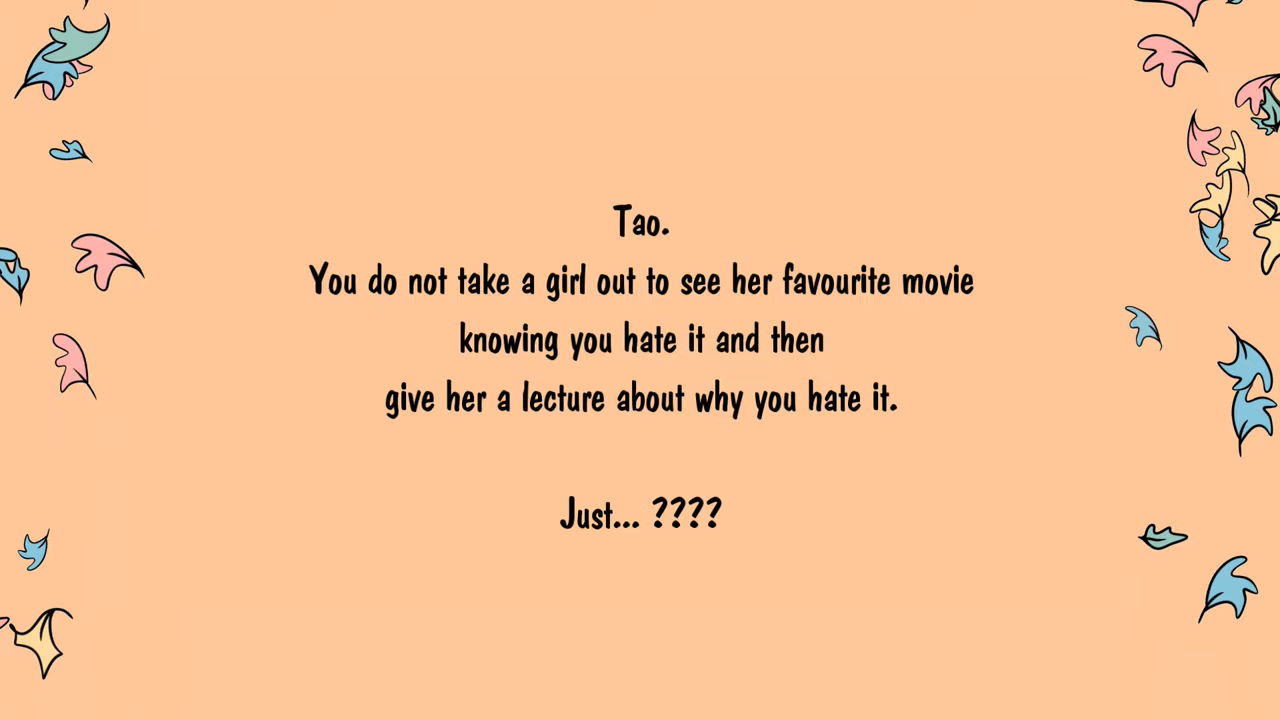 Tao.
You do not take a girl out to see her favourite movie
knowing you hate it and then
give her a lecture about why you hate it.
Just... ????